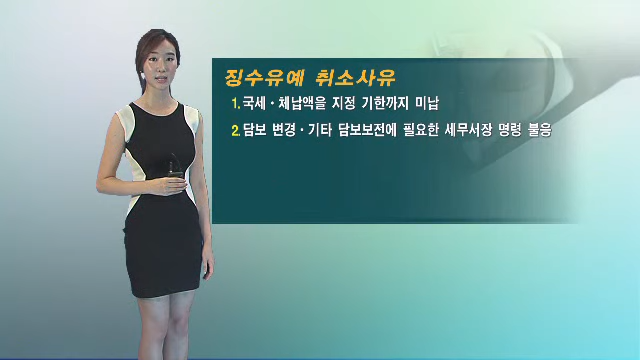 징수유예 취소사유
1. 국세·체납액을 지정 기한까지 미납
2. 담보 변경·기타 담보보전에 필요한 세무서장 명령 불응